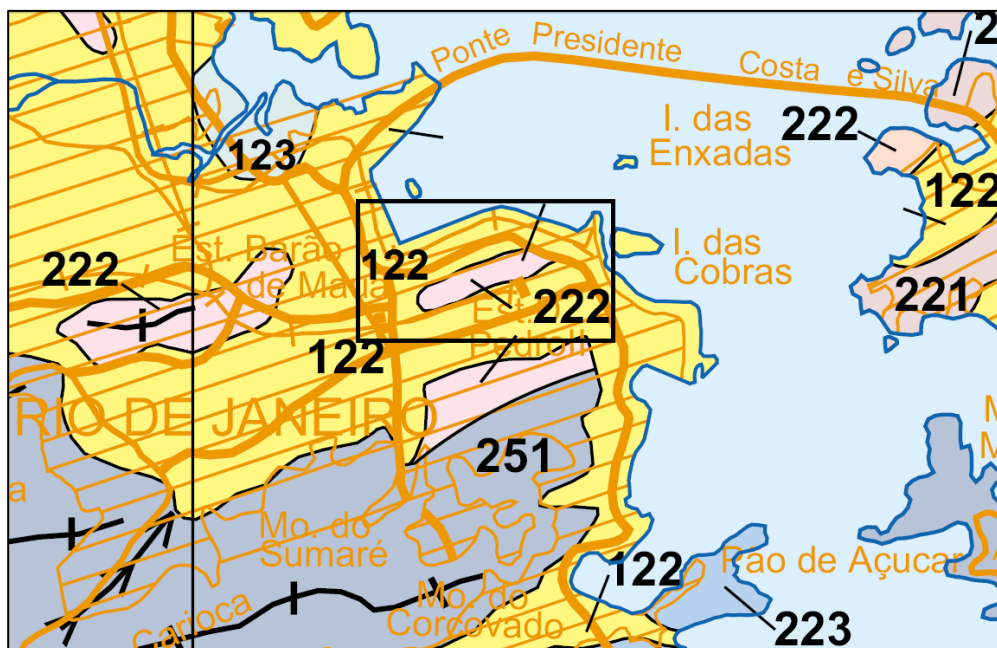 Ponte Presidente Costa e Silva
2
I. das
Enxadas
222
123
122
Est. Barão
de Mauá
222
122
I. das
Cobras
221
222
Est.
Pedro II
122
RIO DE JANEIRO
251
M
M
a
Mo. do
Sumaré
122
Pão de Açucar
Mo. do
Corcovado
Carioca
223